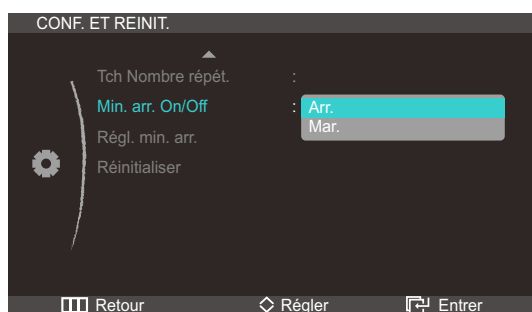 CONF. ET REINIT.
Tch Nombre répét. :
Min. arr. On/Off : Arr.
Mar.
Régl. min. arr.
Réinitialiser
Retour Régler Entrer